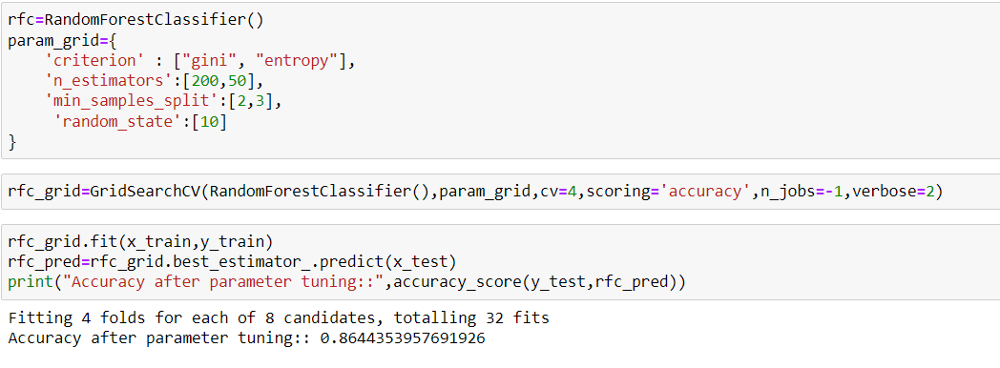 rfc=RandomForestClassifier()
param_grid={
    'criterion' : ["gini", "entropy"],
    'n_estimators':[200,50],
    'min_samples_split':[2,3],
     'random_state':[10]
}
rfc_grid=GridSearchCV(RandomForestClassifier(),param_grid,cv=4,scoring='accuracy',n_jobs=-1,verbose=2)
rfc_grid.fit(x_train,y_train)
rfc_pred=rfc_grid.best_estimator_.predict(x_test)
print("Accuracy after parameter tuning::",accuracy_score(y_test,rfc_pred))
Fitting 4 folds for each of 8 candidates, totalling 32 fits
Accuracy after parameter tuning:: 0.8644353957691926